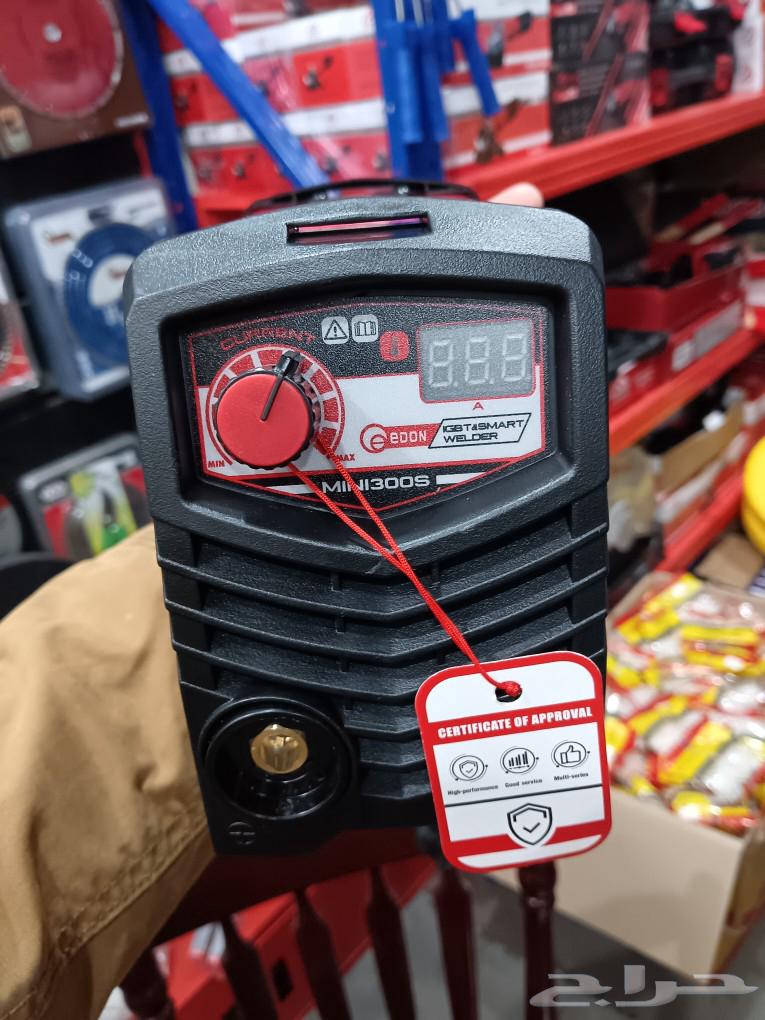 CURRENT
8.8.8
A
MIN
MAX
eDON
IGBT&SMART
WELDER
MINI300S
CERTIFICATE OF APPROVAL
High-performance
Good service
Multi-series
حراج